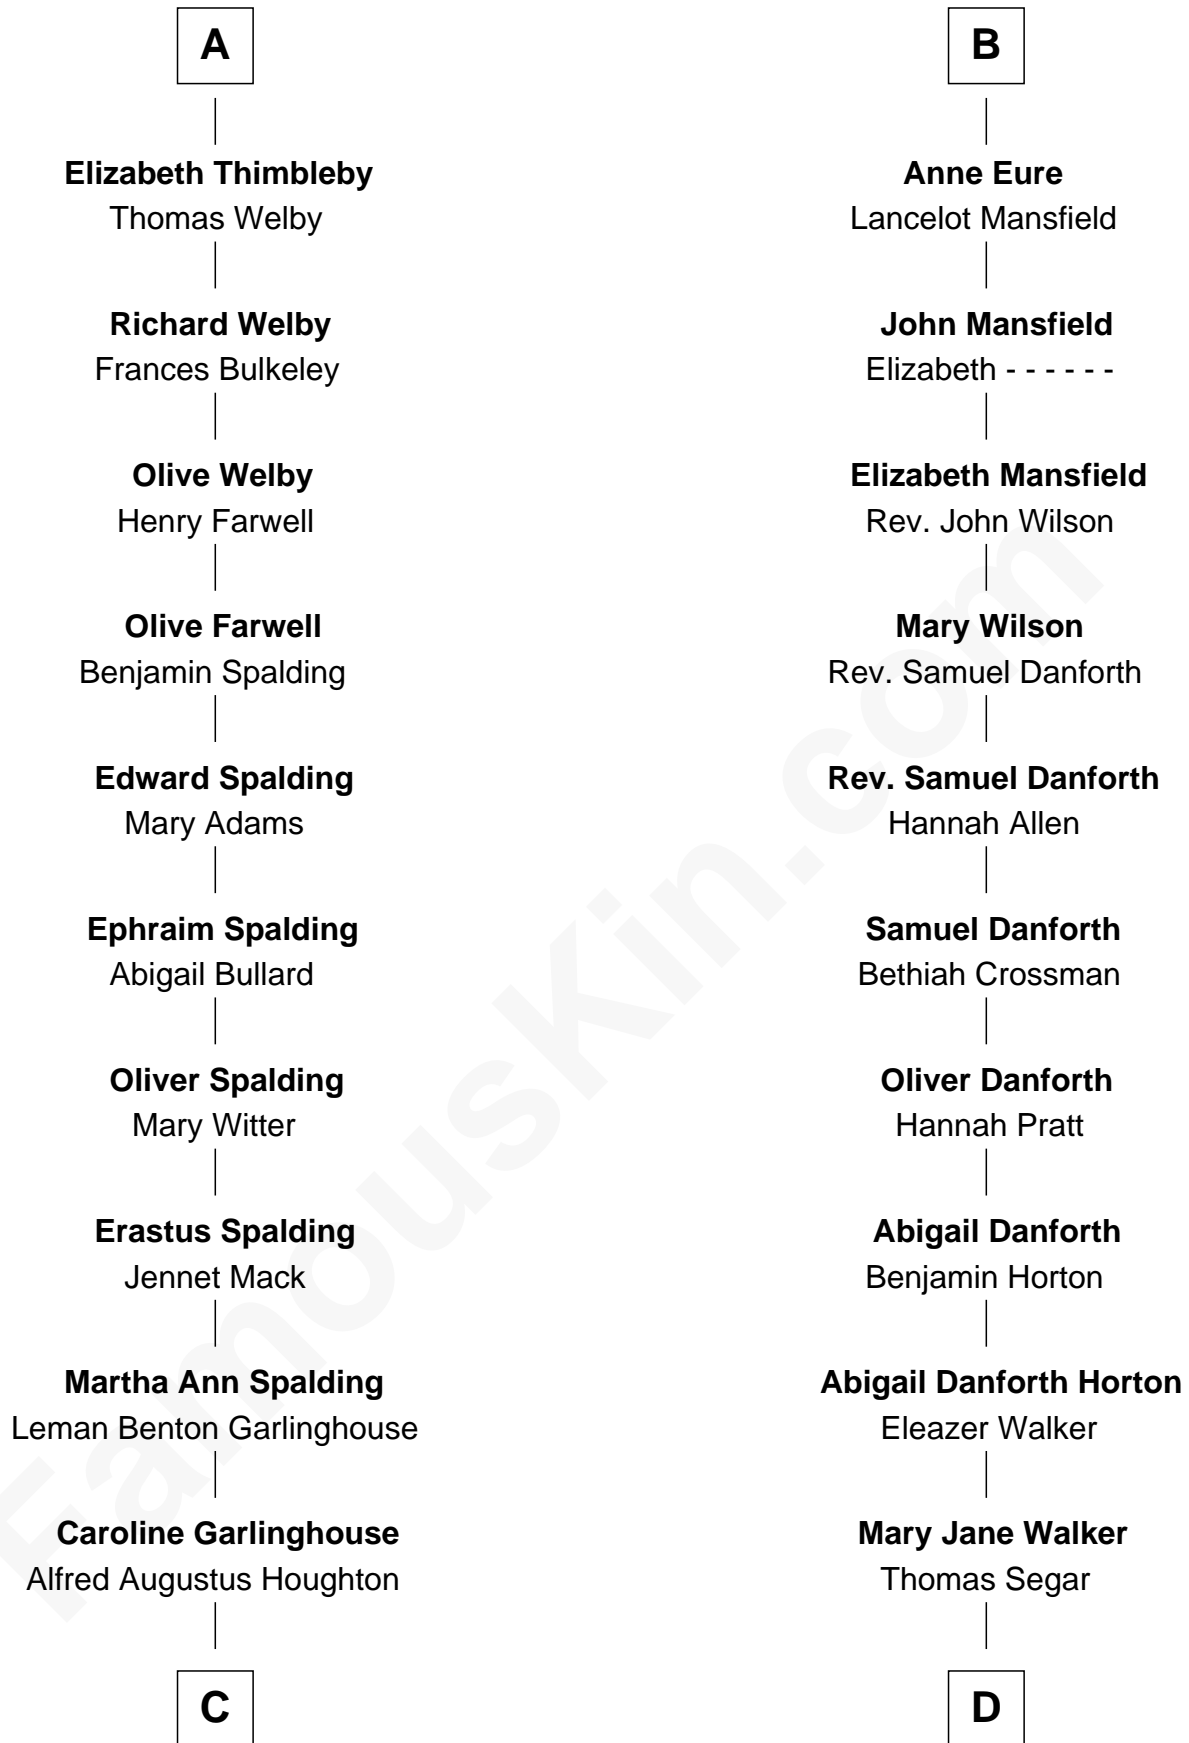 A
Elizabeth Thimbleby
Thomas Welby
Richard Welby
Frances Bulkeley
Olive Welby
Henry Farwell
Olive Farwell
Benjamin Spalding
Edward Spalding
Mary Adams
Ephraim Spalding
Abigail Bullard
Oliver Spalding
Mary Witter
Erastus Spalding
Jennet Mack
Martha Ann Spalding
Leman Benton Garlinghouse
Caroline Garlinghouse
Alfred Augustus Houghton
C
B
Anne Eure
Lancelot Mansfield
John Mansfield
Elizabeth - - - - - -
Elizabeth Mansfield
Rev. John Wilson
Mary Wilson
Rev. Samuel Danforth
Rev. Samuel Danforth
Hannah Allen
Samuel Danforth
Bethiah Crossman
Oliver Danforth
Hannah Pratt
Abigail Danforth
Benjamin Horton
Abigail Danforth Horton
Eleazer Walker
Mary Jane Walker
Thomas Segar
D
FamousKin.com